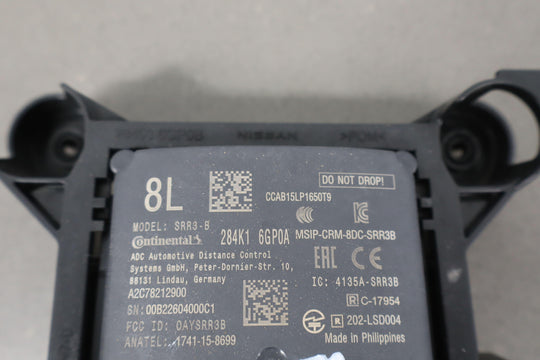 NISSAN
8L
CCAB15LP1650T9
DO NOT DROP!
MODEL: SRR3-B
Continental
284K1 6GP0A
MSIP-CRM-8DC-SRR3B
ADC Automotive Distance Control
Systems GmbH, Peter-Dornier-Str. 10,
88131 Lindau, Germany
EAC CE
IC: 4135A-SRR3B
A2C78212900
R C-17954
SN:00B22604000C1
FCC ID: OAYSRR3B
R 202-LSD004
ANATEL: 1741-15-8699
Made in Philippines